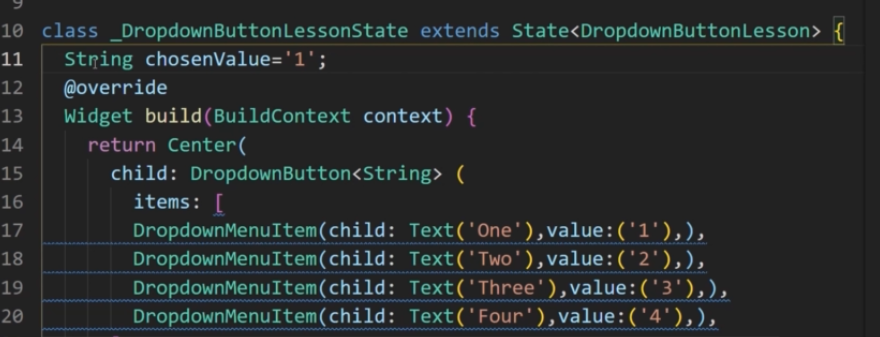 9
10 class _DropdownButtonLessonState extends State<DropdownButtonLesson> {
11 String chosenValue='1';
12 @override
13 Widget build(BuildContext context) {
14 return Center(
15 child: DropdownButton<String> (
16 items: [
17 DropdownMenuItem(child: Text('One'),value:('1'),),
18 DropdownMenuItem(child: Text('Two'),value:('2'),),
19 DropdownMenuItem(child: Text('Three'),value:('3'),),
20 DropdownMenuItem(child: Text('Four'),value:('4'),),